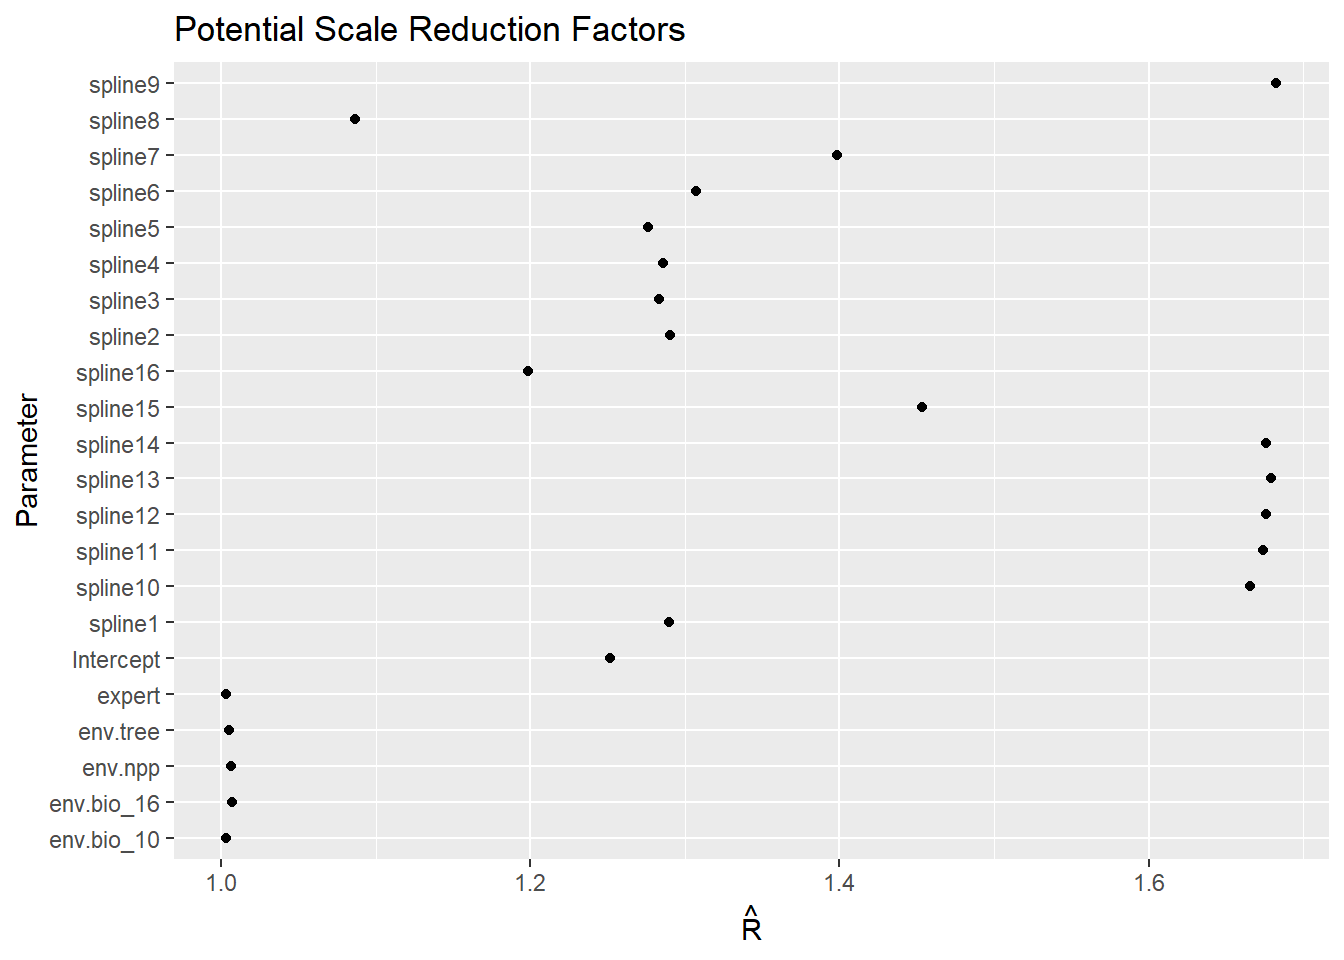 Potential Scale Reduction Factors
spline9
spline8
spline7
spline6
spline5
spline4
spline3
spline2
spline16
spline15
spline14
spline13
spline12
spline11
spline10
spline1
Intercept
expert
env.tree
env.npp
env.bio_16
env.bio_10
Parameter
1.0 1.2 1.4 1.6
R̂